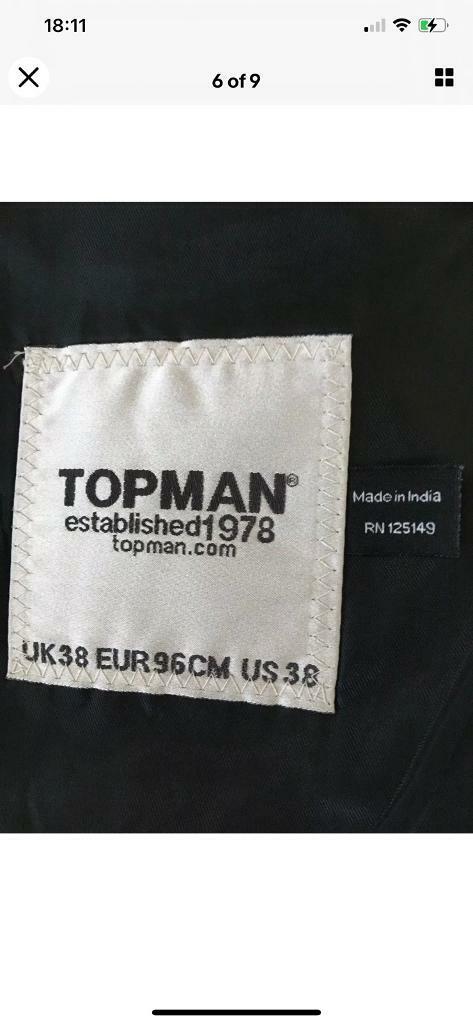 18:11
6 of 9
TOPMAN®
established1978
topman.com
UK38 EUR96CM US38
Made in India
RN 125149